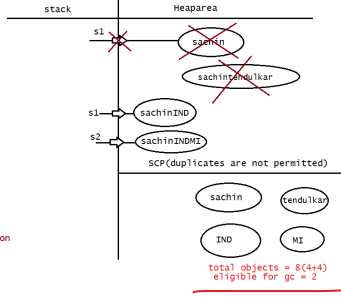 stack Heaparea
s1 sachin
sachintendulkar
s1 sachinIND
s2 sachinINDMI
SCP(duplicates are not permitted)
sachin tendulkar
on
IND MI
total objects = 8(4+4)
eligible for gc = 2